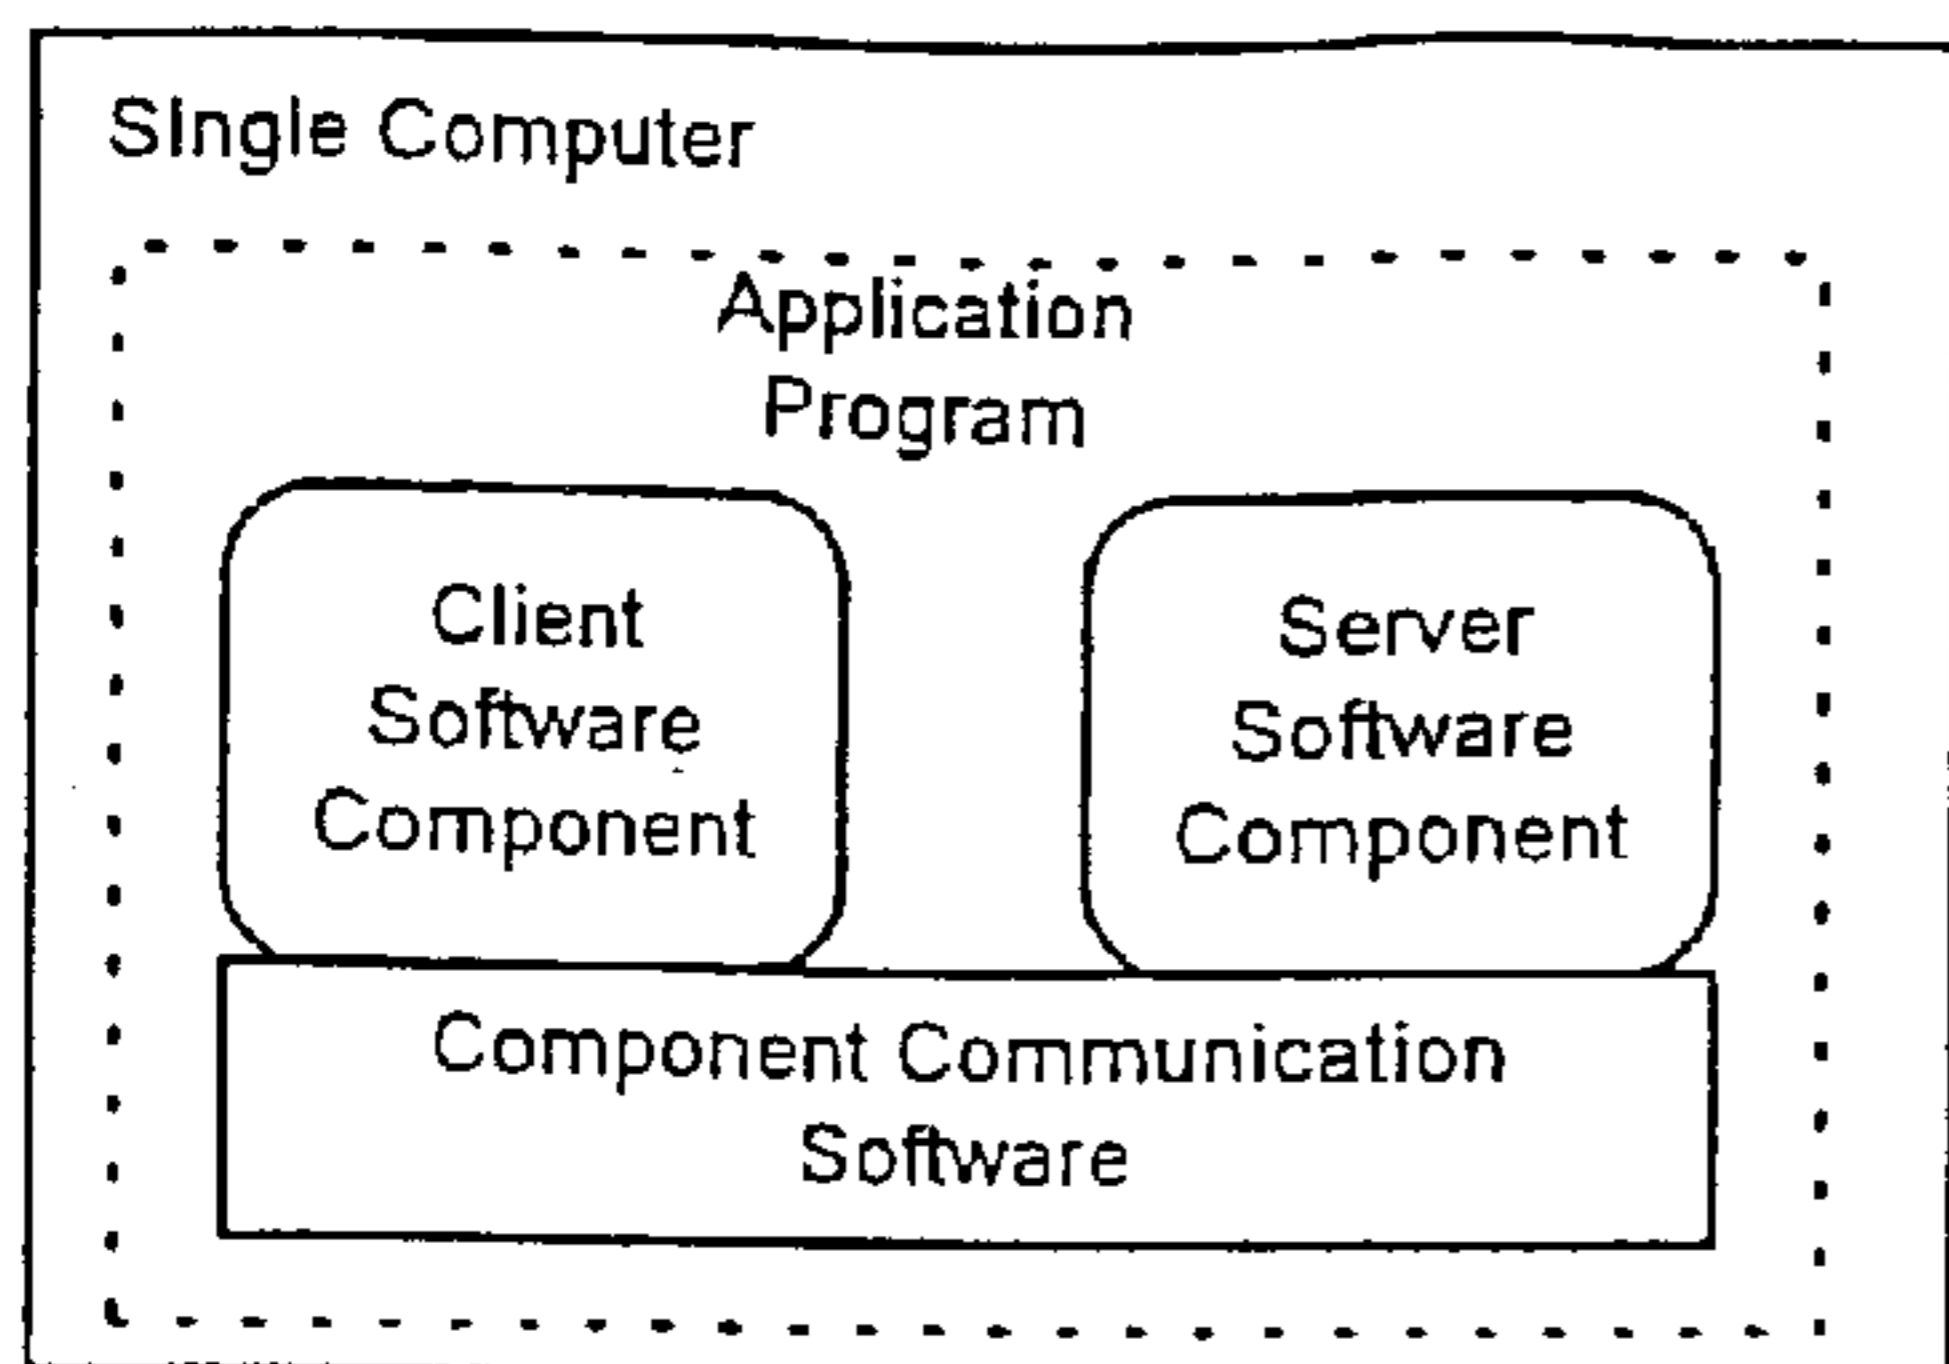 Single Computer
Application
Program
Client
Software
Component
Server
Software
Component
Component Communication
Software